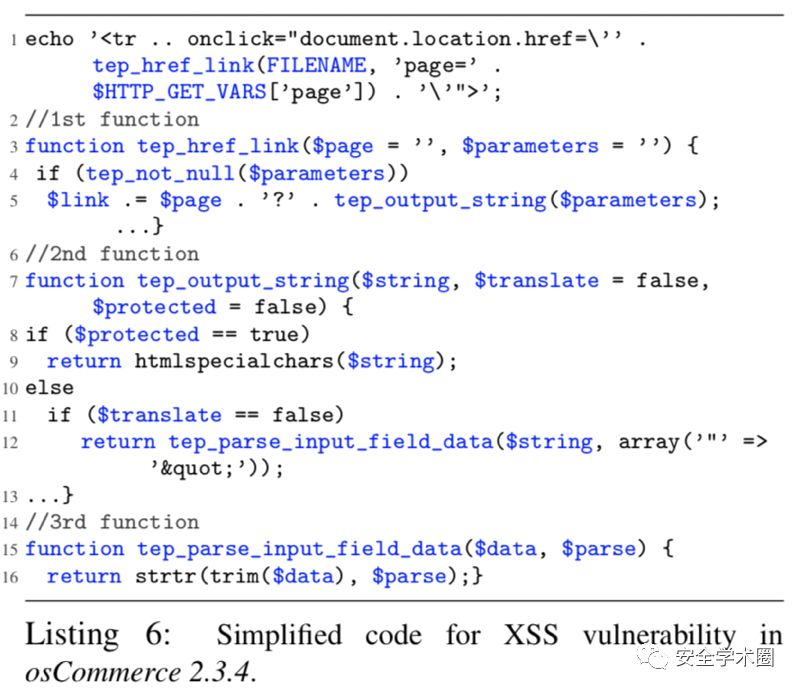 1 echo '<tr .. onclick="document.location.href=\'' .
tep_href_link(FILENAME, 'page=' .
$HTTP_GET_VARS['page']) . '\'">';
2 //1st function
3 function tep_href_link($page = '', $parameters = '') {
4 if (tep_not_null($parameters))
5 $link .= $page . '?' . tep_output_string($parameters);
...}
6 //2nd function
7 function tep_output_string($string, $translate = false,
$protected = false) {
8 if ($protected == true)
9 return htmlspecialchars($string);
10 else
11 if ($translate == false)
12 return tep_parse_input_field_data($string, array('"' =>
'&quot;'));
13 ...}
14 //3rd function
15 function tep_parse_input_field_data($data, $parse) {
16 return strtr(trim($data), $parse);}
Listing 6: Simplified code for XSS vulnerability in
osCommerce 2.3.4.
安全学术圈